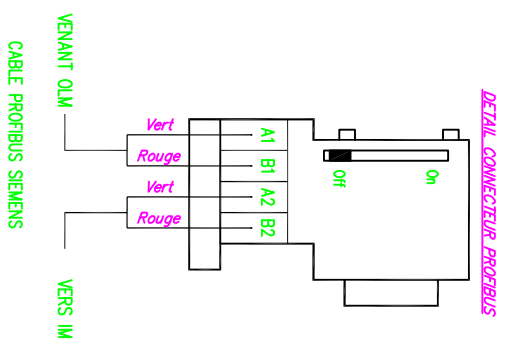 DETAIL CONNECTEUR PROFIBUS
On
Off
Vert
A1
Rouge
B1
Vert
A2
Rouge
B2
VENANT OLM
VERS IM
CABLE PROFIBUS SIEMENS